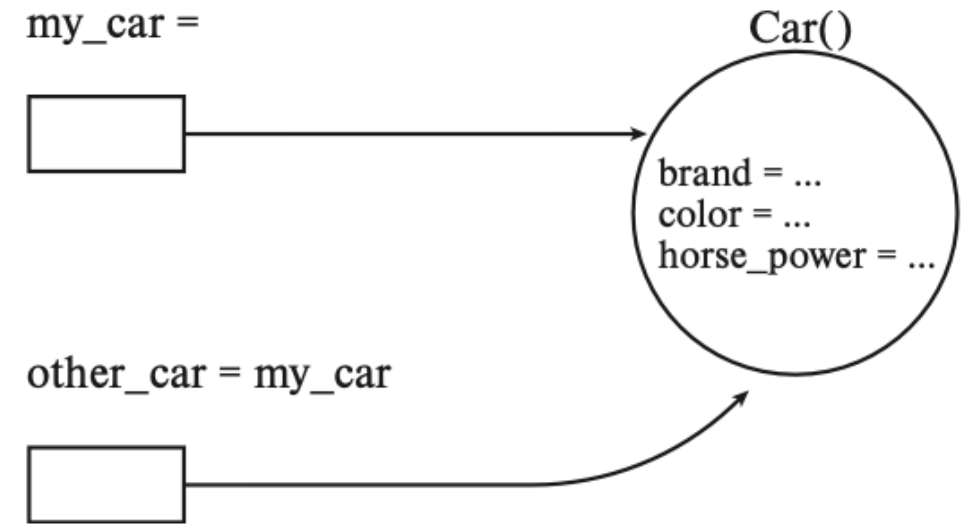 my_car =
Car()
brand = ...
color = ...
horse_power = ...
other_car = my_car